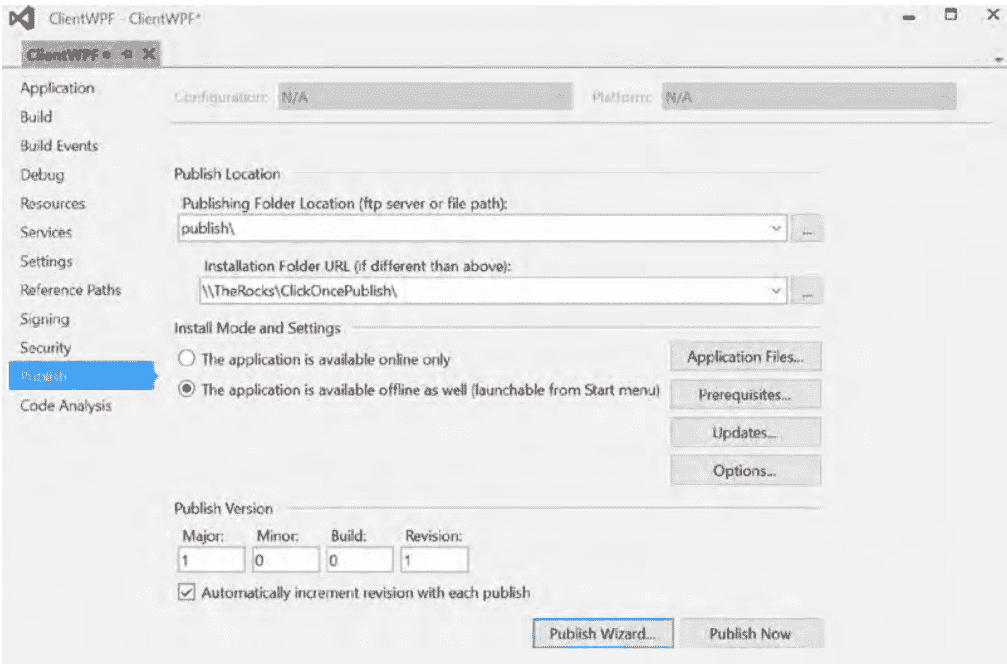 ClientWPF - ClientWPF*
ClientWPF
Application
Build
Build Events
Debug
Resources
Services
Settings
Reference Paths
Signing
Security
Publish
Code Analysis
Configuration: N/A Platform: N/A
Publish Location
Publishing Folder Location (ftp server or file path):
publish\ ...
Installation Folder URL (if different than above):
\\TheRocks\ClickOncePublish\ ...
Install Mode and Settings
The application is available online only
The application is available offline as well (launchable from Start menu)
Application Files...
Prerequisites...
Updates...
Options...
Publish Version
Major: Minor: Build: Revision:
1 0 0 1
Automatically increment revision with each publish
Publish Wizard... Publish Now